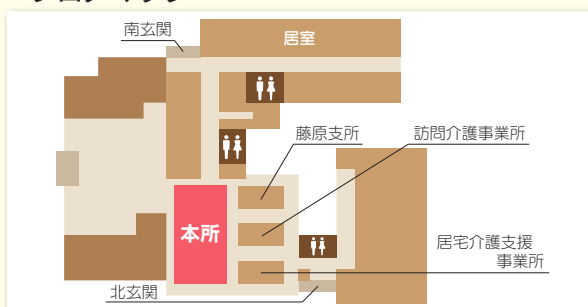 南玄関
居室
藤原支所
訪問介護事業所
本所
居宅介護支援
事業所
北玄関